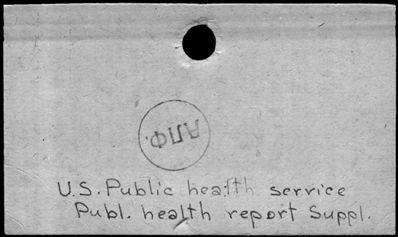 U.S. Public health service
Publ. health report Suppl.